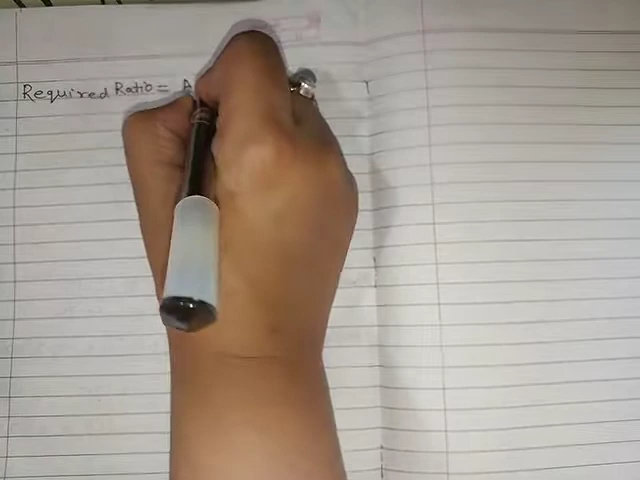 Required Ratio = A